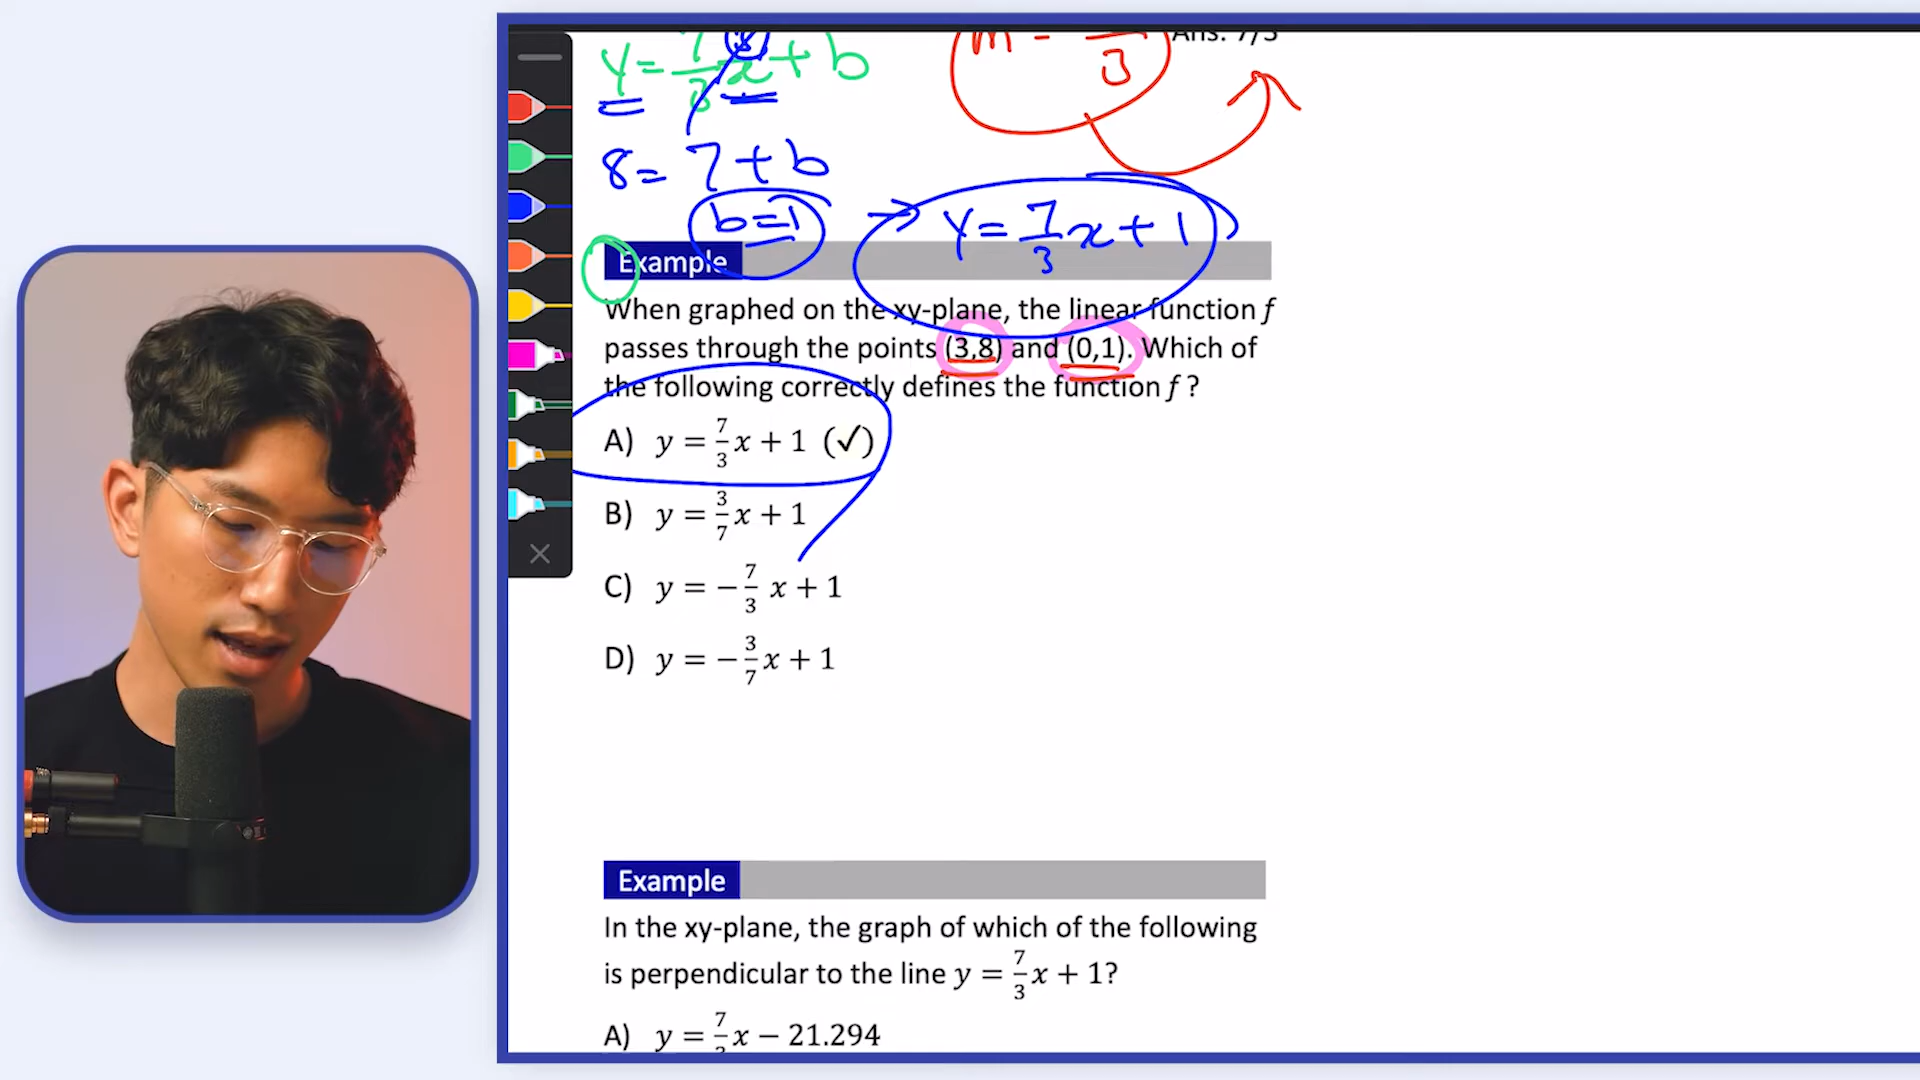 y = 7/3 x + b
m = /3 Ans: 7/3
8 = 7 + b
b = 1 → y = 7/3 x + 1
Example
When graphed on the xy-plane, the linear function f
passes through the points (3,8) and (0,1). Which of
the following correctly defines the function f ?
A) y = 7/3 x + 1 (✓)
B) y = 3/7 x + 1
C) y = − 7/3 x + 1
D) y = − 3/7 x + 1
Example
In the xy-plane, the graph of which of the following
is perpendicular to the line y = 7/3 x + 1?
A) y = 7/3 x − 21.294